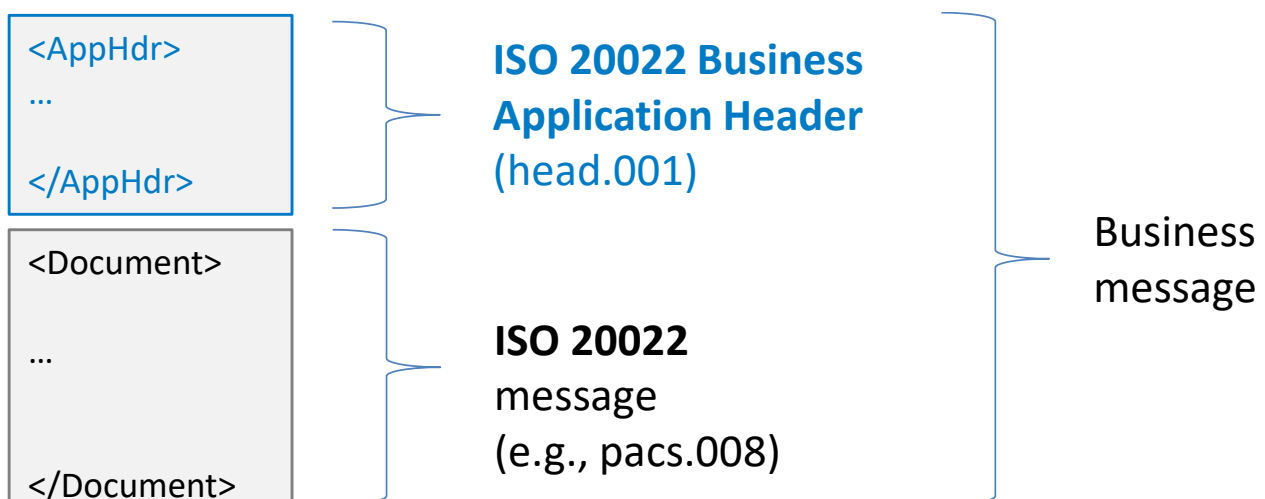 <AppHdr>
...
</AppHdr>
ISO 20022 Business
Application Header
(head.001)
<Document>
...
</Document>
ISO 20022
message
(e.g., pacs.008)
Business
message